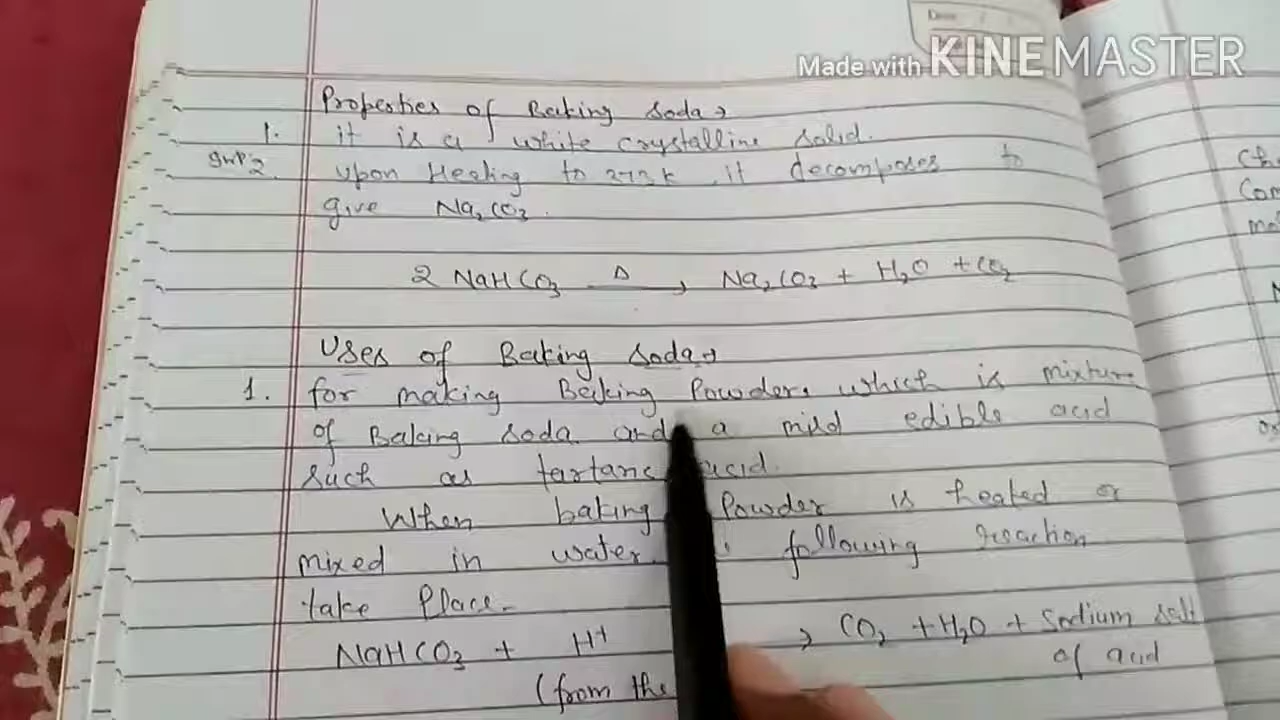 Date
Made with KINEMASTER
Properties of Baking Soda →
1. it is a white crystalline solid.
Imp 2. upon Heating to 273K, it decomposes to
give Na₂CO₃.
2 NaHCO₃ —Δ→ Na₂CO₃ + H₂O + CO₂
Uses of Baking Soda →
1. for making Baking Powder, which is mixture
of Baking Soda and a mild edible acid
such as tartaric acid.
When baking Powder is heated or
mixed in water, following reaction
take Place-
NaHCO₃ + H⁺ → CO₂ + H₂O + Sodium salt
of acid
(from the